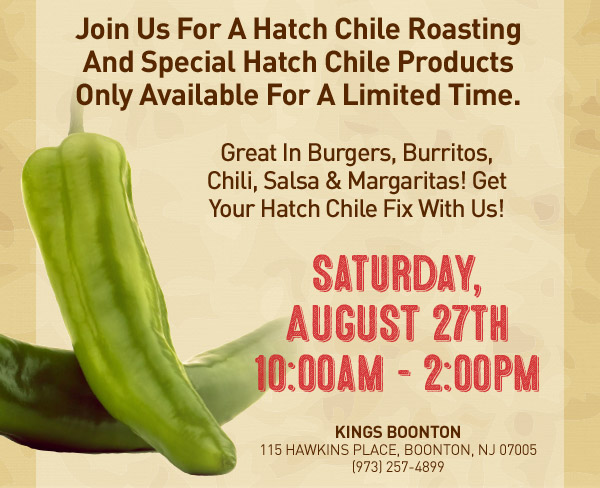 Join Us For A Hatch Chile Roasting
And Special Hatch Chile Products
Only Available For A Limited Time.
Great In Burgers, Burritos,
Chili, Salsa & Margaritas! Get
Your Hatch Chile Fix With Us!
SATURDAY,
AUGUST 27TH
10:00AM - 2:00PM
KINGS BOONTON
115 HAWKINS PLACE, BOONTON, NJ 07005
(973) 257-4899